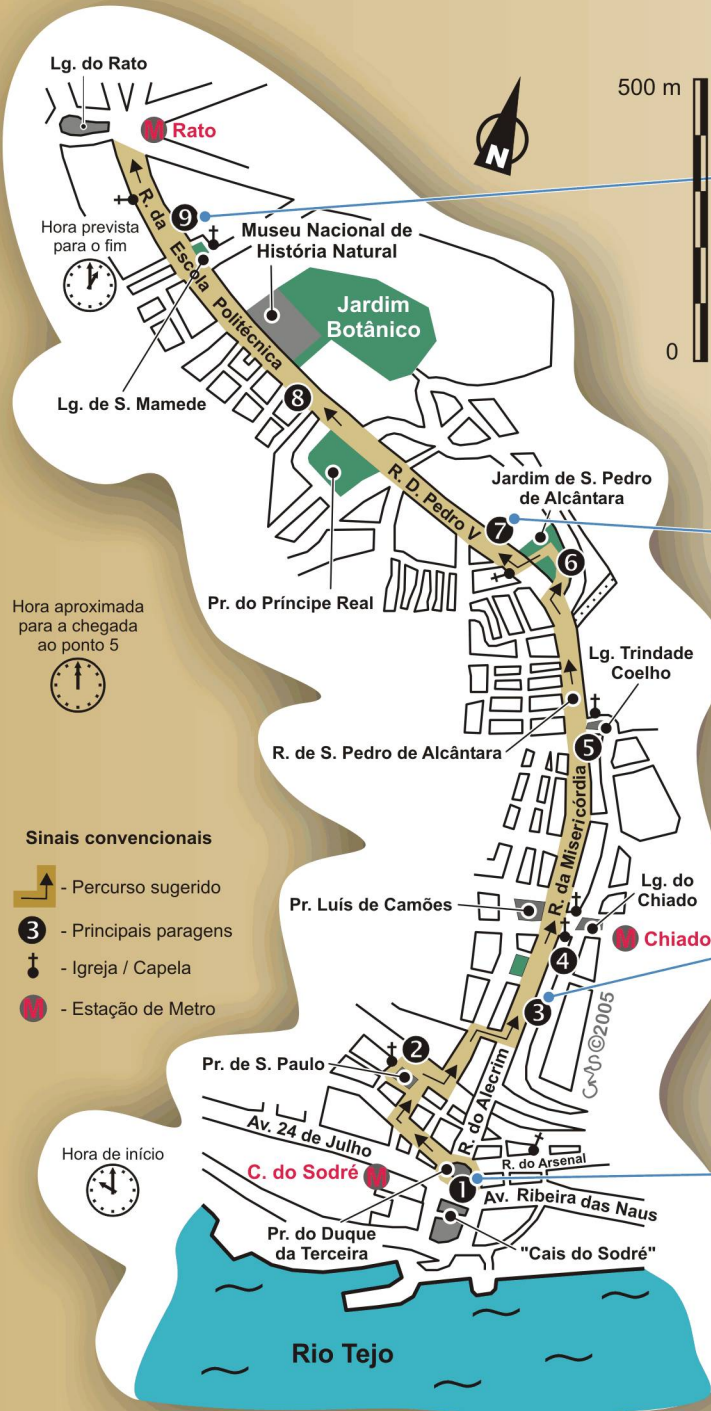 Lg. do Rato
M Rato
500 m
N
0
9
R. da Escola Politécnica
Hora prevista
para o fim
Museu Nacional de
História Natural
Jardim
Botânico
Lg. de S. Mamede
8
R. D. Pedro V
Jardim de S. Pedro
de Alcântara
7
6
Pr. do Príncipe Real
Hora aproximada
para a chegada
ao ponto 5
Lg. Trindade
Coelho
5
R. de S. Pedro de Alcântara
R. da Misericórdia
Sinais convencionais
- Percurso sugerido
3 - Principais paragens
- Igreja / Capela
M - Estação de Metro
Pr. Luís de Camões
Lg. do
Chiado
M Chiado
4
3
©2005
2
Pr. de S. Paulo
R. do Alecrim
Av. 24 de Julho
Hora de início
C. do Sodré M
R. do Arsenal
1
Av. Ribeira das Naus
Pr. do Duque
da Terceira
"Cais do Sodré"
Rio Tejo